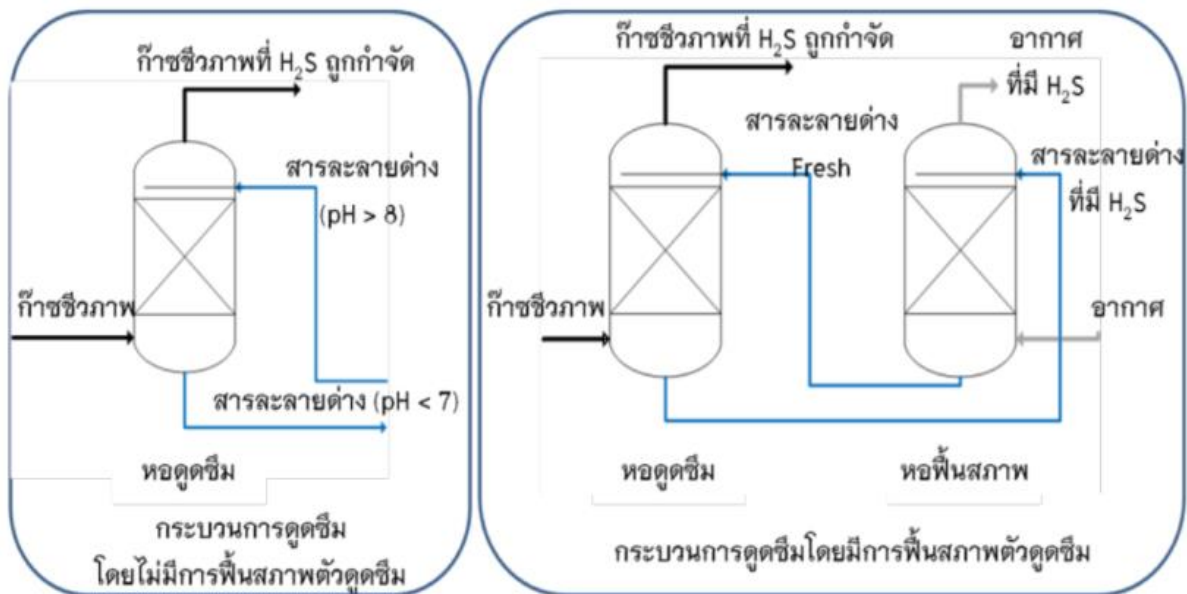 ก๊าซชีวภาพที่ H₂S ถูกกำจัด
สารละลายด่าง
(pH > 8)
ก๊าซชีวภาพ
สารละลายด่าง (pH < 7)
หอดูดซึม
กระบวนการดูดซึม
โดยไม่มีการฟื้นสภาพตัวดูดซึม
ก๊าซชีวภาพที่ H₂S ถูกกำจัด
อากาศ
ที่มี H₂S
สารละลายด่าง
Fresh
สารละลายด่าง
ที่มี H₂S
ก๊าซชีวภาพ
อากาศ
หอดูดซึม
หอฟื้นสภาพ
กระบวนการดูดซึมโดยมีการฟื้นสภาพตัวดูดซึม